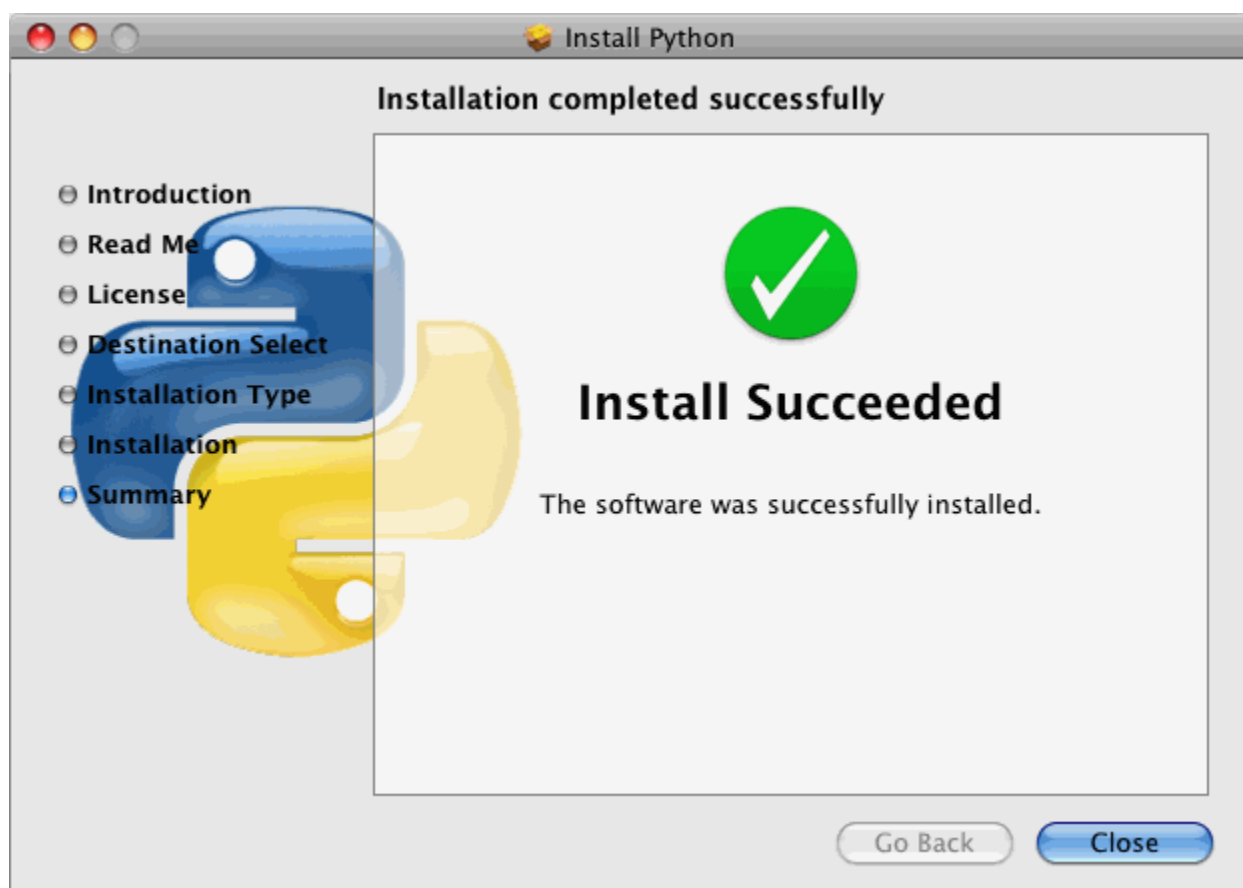 Install Python
Installation completed successfully
Introduction
Read Me
License
Destination Select
Installation Type
Installation
Summary
Install Succeeded
The software was successfully installed.
Go Back
Close